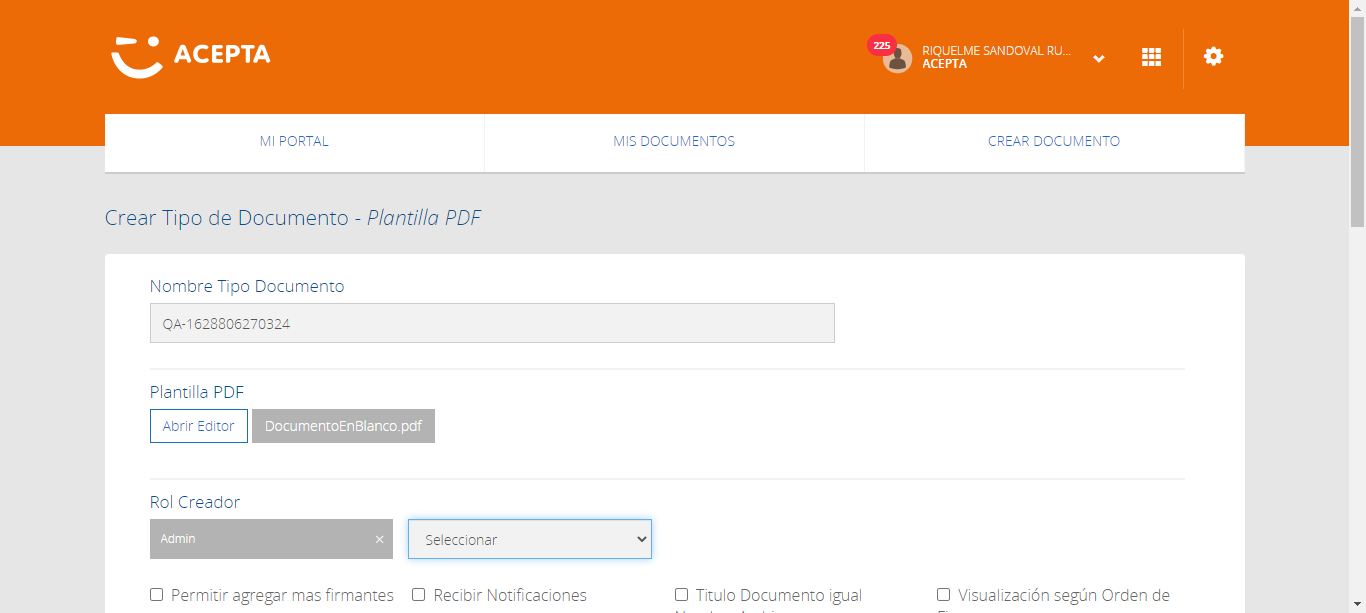 ACEPTA
225
RIQUELME SANDOVAL RU...
ACEPTA
MI PORTAL
MIS DOCUMENTOS
CREAR DOCUMENTO
Crear Tipo de Documento - Plantilla PDF
Nombre Tipo Documento
QA-1628806270324
Plantilla PDF
Abrir Editor
DocumentoEnBlanco.pdf
Rol Creador
Admin ×
Seleccionar
Permitir agregar mas firmantes
Recibir Notificaciones
Titulo Documento igual
Visualización según Orden de